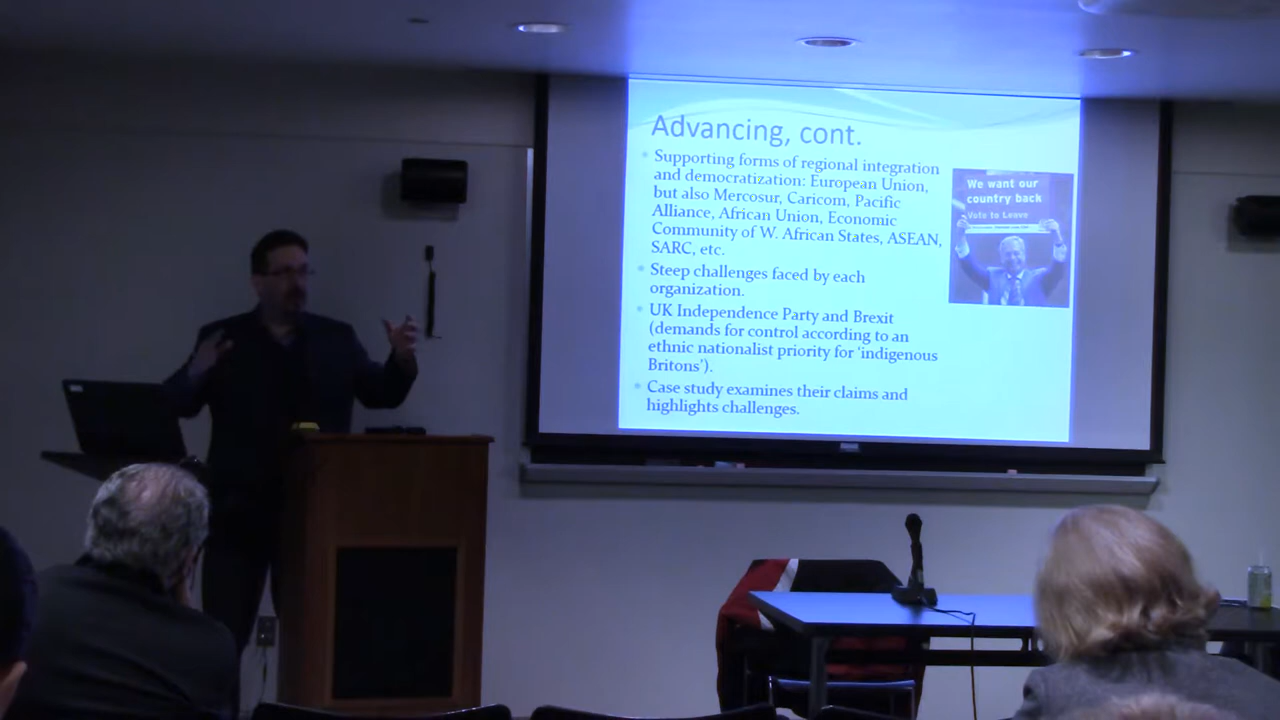 Advancing, cont.
Supporting forms of regional integration
and democratization: European Union,
but also Mercosur, Caricom, Pacific
Alliance, African Union, Economic
Community of W. African States, ASEAN,
SARC, etc.
Steep challenges faced by each
organization.
UK Independence Party and Brexit
(demands for control according to an
ethnic nationalist priority for ‘indigenous
Britons’).
Case study examines their claims and
highlights challenges.
We want our
country back
Vote to Leave